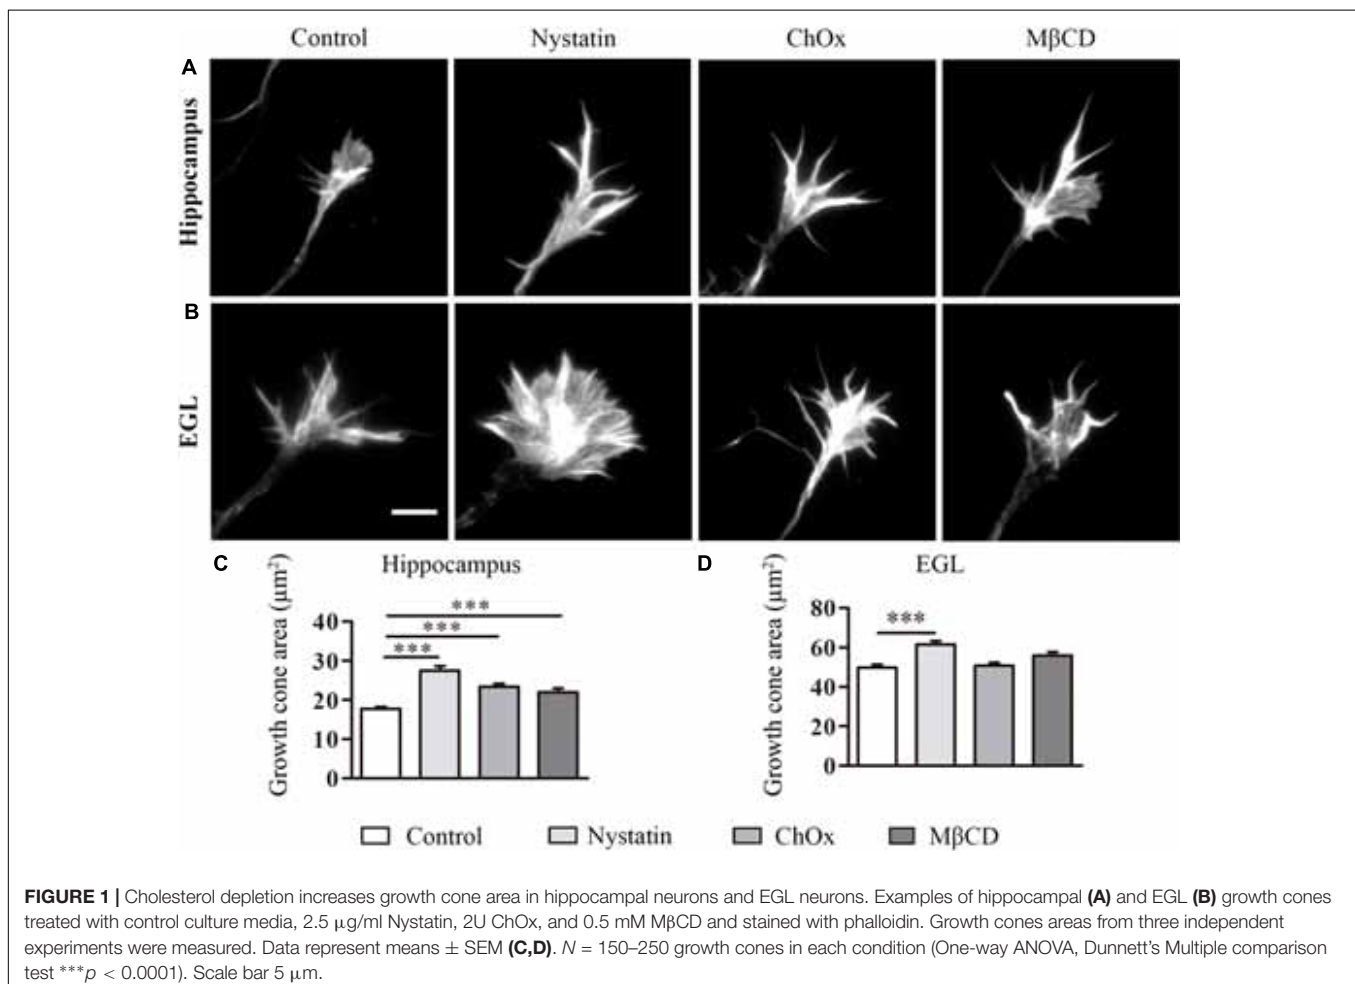 Control Nystatin ChOx MβCD
A
Hippocampus
B
EGL
C Hippocampus
Growth cone area (μm²)
40
30
20
10
0
***
***
***
D EGL
Growth cone area (μm²)
80
60
40
20
0
***
Control Nystatin ChOx MβCD
FIGURE 1 | Cholesterol depletion increases growth cone area in hippocampal neurons and EGL neurons. Examples of hippocampal (A) and EGL (B) growth cones
treated with control culture media, 2.5 μg/ml Nystatin, 2U ChOx, and 0.5 mM MβCD and stained with phalloidin. Growth cones areas from three independent
experiments were measured. Data represent means ± SEM (C,D). N = 150–250 growth cones in each condition (One-way ANOVA, Dunnett's Multiple comparison
test ***p < 0.0001). Scale bar 5 μm.